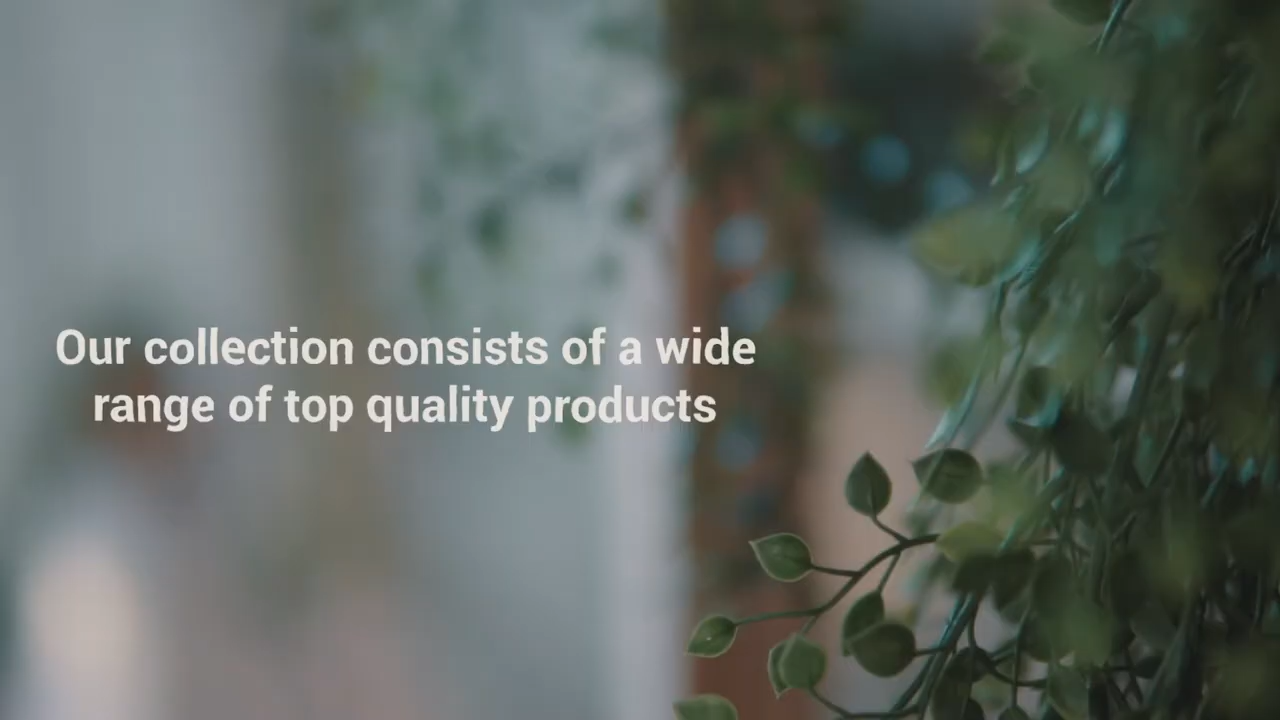 Our collection consists of a wide
range of top quality products